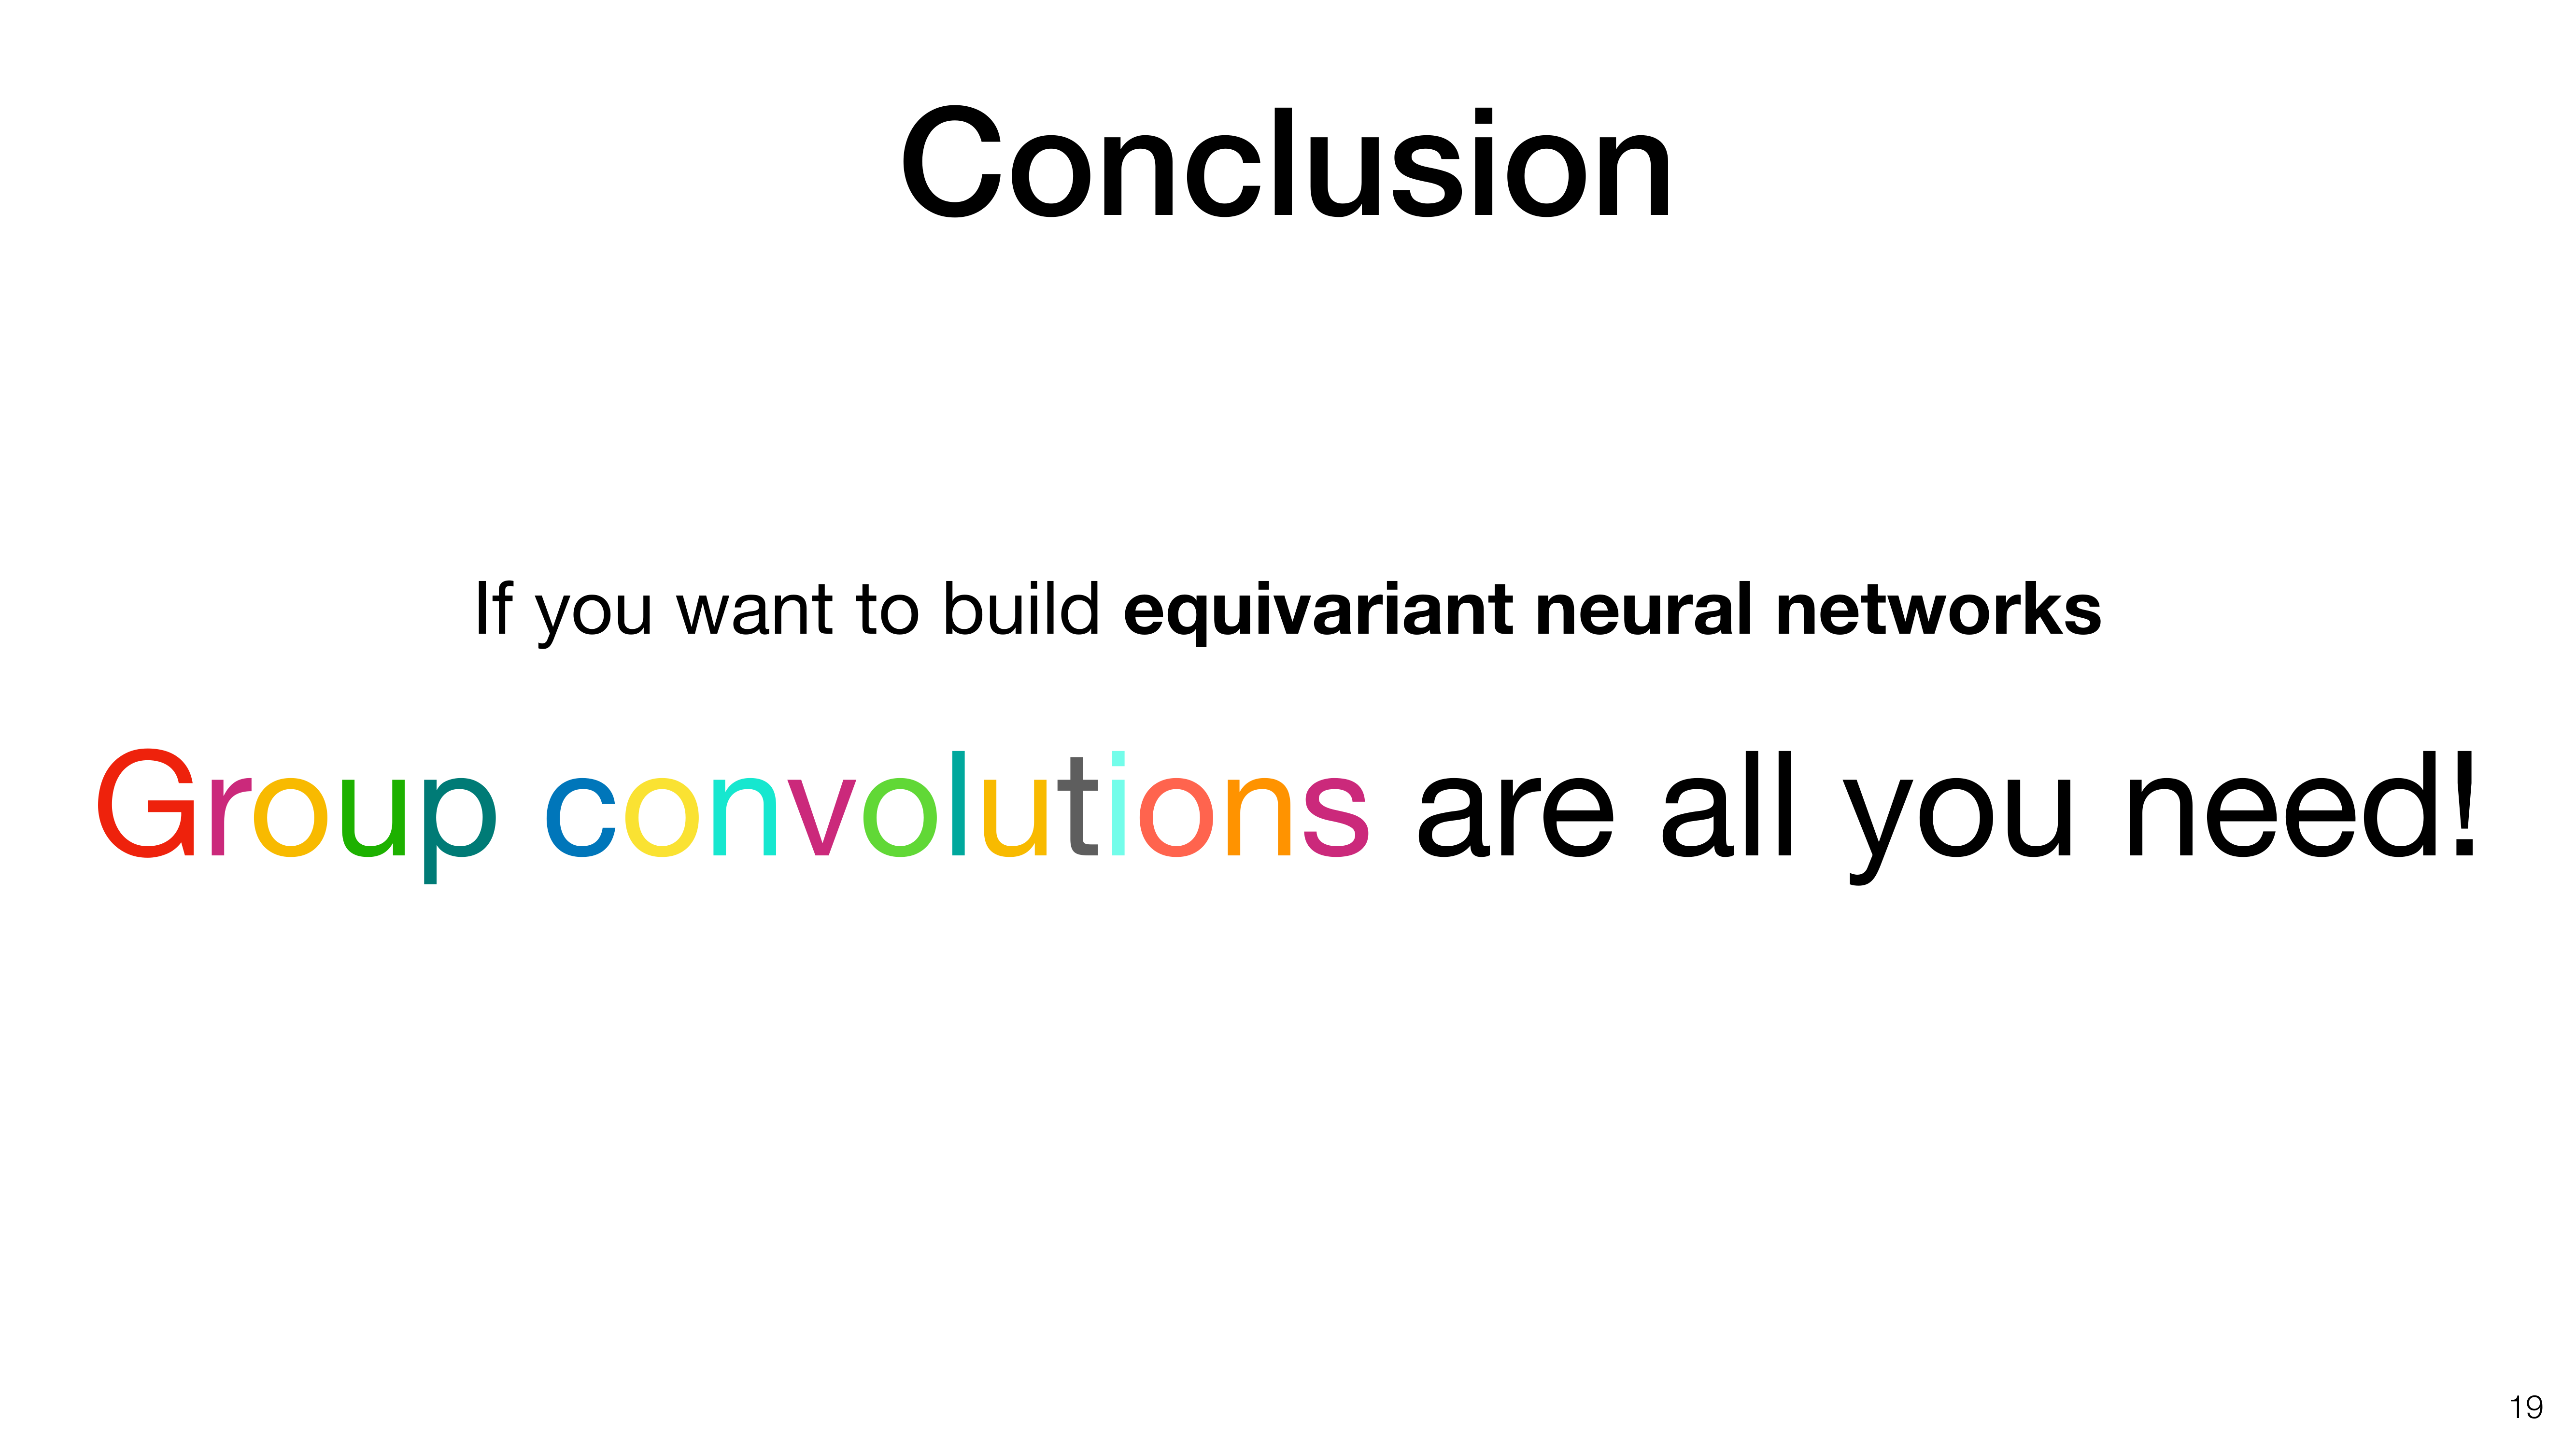 Conclusion
If you want to build equivariant neural networks
Group convolutions are all you need!
19